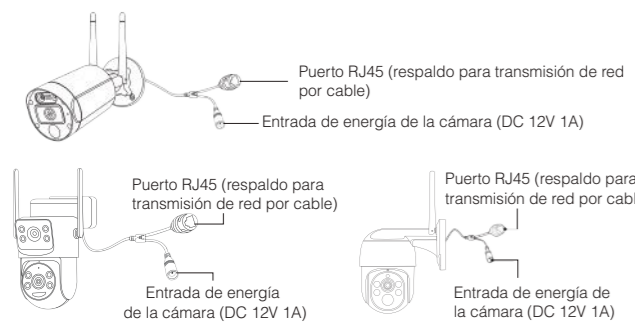 Puerto RJ45 (respaldo para transmisión de red
por cable)
Entrada de energía de la cámara (DC 12V 1A)
Puerto RJ45 (respaldo para
transmisión de red por cable)
Entrada de energía
de la cámara (DC 12V 1A)
Puerto RJ45 (respaldo para
transmisión de red por
Entrada de energía de
la cámara (DC 12V 1A)